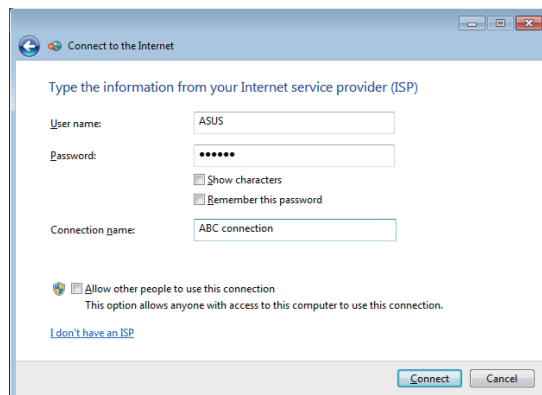 Connect to the Internet
Type the information from your Internet service provider (ISP)
User name: ASUS
Password: ••••••
Show characters
Remember this password
Connection name: ABC connection
Allow other people to use this connection
This option allows anyone with access to this computer to use this connection.
I don't have an ISP
Connect Cancel